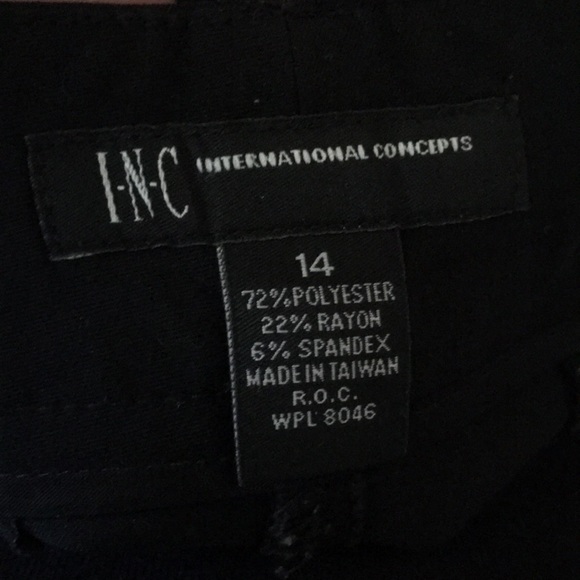 I·N·C INTERNATIONAL CONCEPTS
14
72% POLYESTER
22% RAYON
6% SPANDEX
MADE IN TAIWAN
R.O.C.
WPL 8046